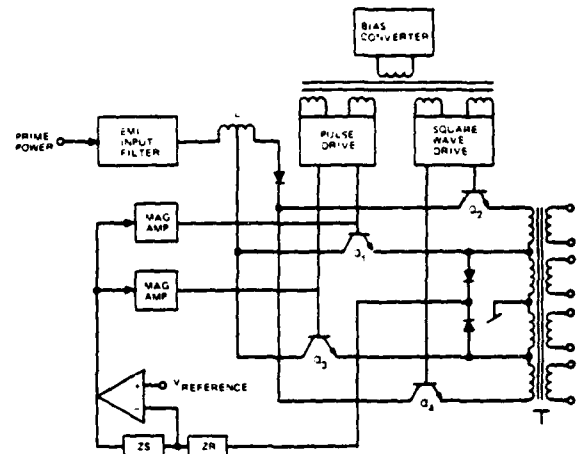 BIAS
CONVERTER
L
PRIME
POWER
EMI
INPUT
FILTER
PULSE
DRIVE
SQUARE
WAVE
DRIVE
Q2
MAG
AMP
Q1
MAG
AMP
Q3
+
VREFERENCE
-
Q4
T
ZS
ZR